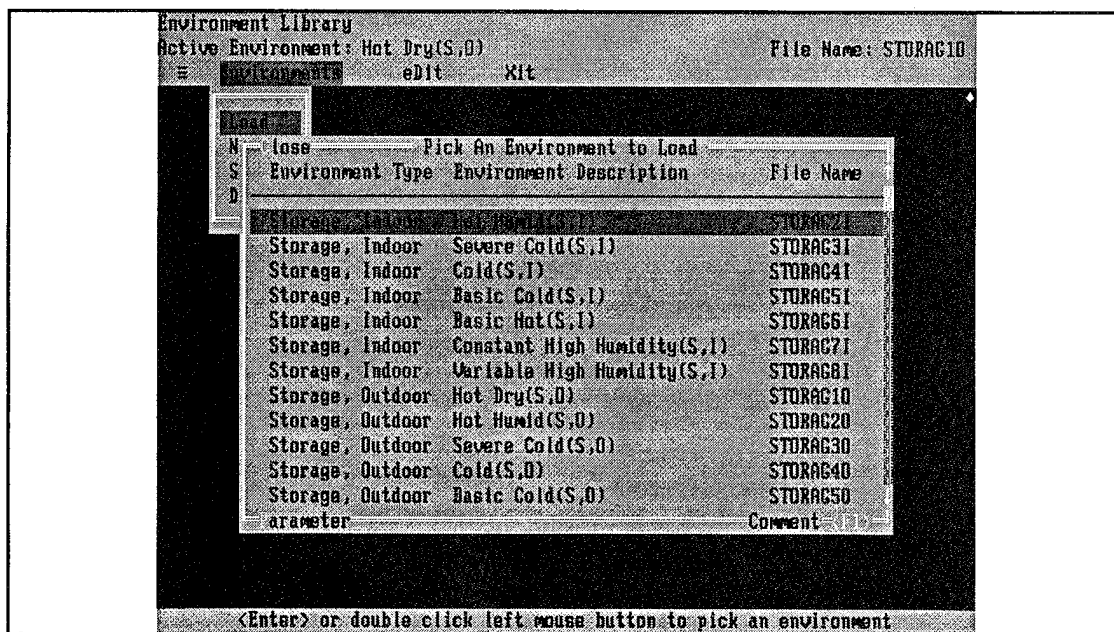 Environment Library
Active Environment: Hot Dry(S,O) File Name: STORAG1O
≡ Environments eDit Xit
Load
N lose Pick An Environment to Load
S Environment Type Environment Description File Name
D
Storage, Indoor Hot Humid(S,I) STORAG2I
Storage, Indoor Severe Cold(S,I) STORAG3I
Storage, Indoor Cold(S,I) STORAG4I
Storage, Indoor Basic Cold(S,I) STORAG5I
Storage, Indoor Basic Hot(S,I) STORAG6I
Storage, Indoor Constant High Humidity(S,I) STORAG7I
Storage, Indoor Variable High Humidity(S,I) STORAG8I
Storage, Outdoor Hot Dry(S,O) STORAG1O
Storage, Outdoor Hot Humid(S,O) STORAG2O
Storage, Outdoor Severe Cold(S,O) STORAG3O
Storage, Outdoor Cold(S,O) STORAG4O
Storage, Outdoor Basic Cold(S,O) STORAG5O
arameter Comment
<Enter> or double click left mouse button to pick an environment